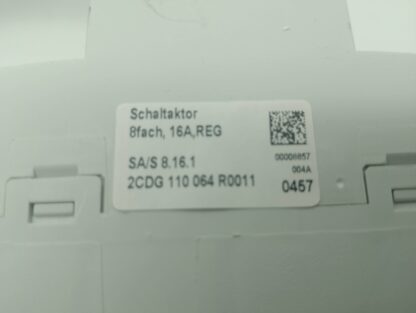 Schaltaktor
8fach, 16A,REG
SA/S 8.16.1
2CDG 110 064 R0011
00006857
004A
0457